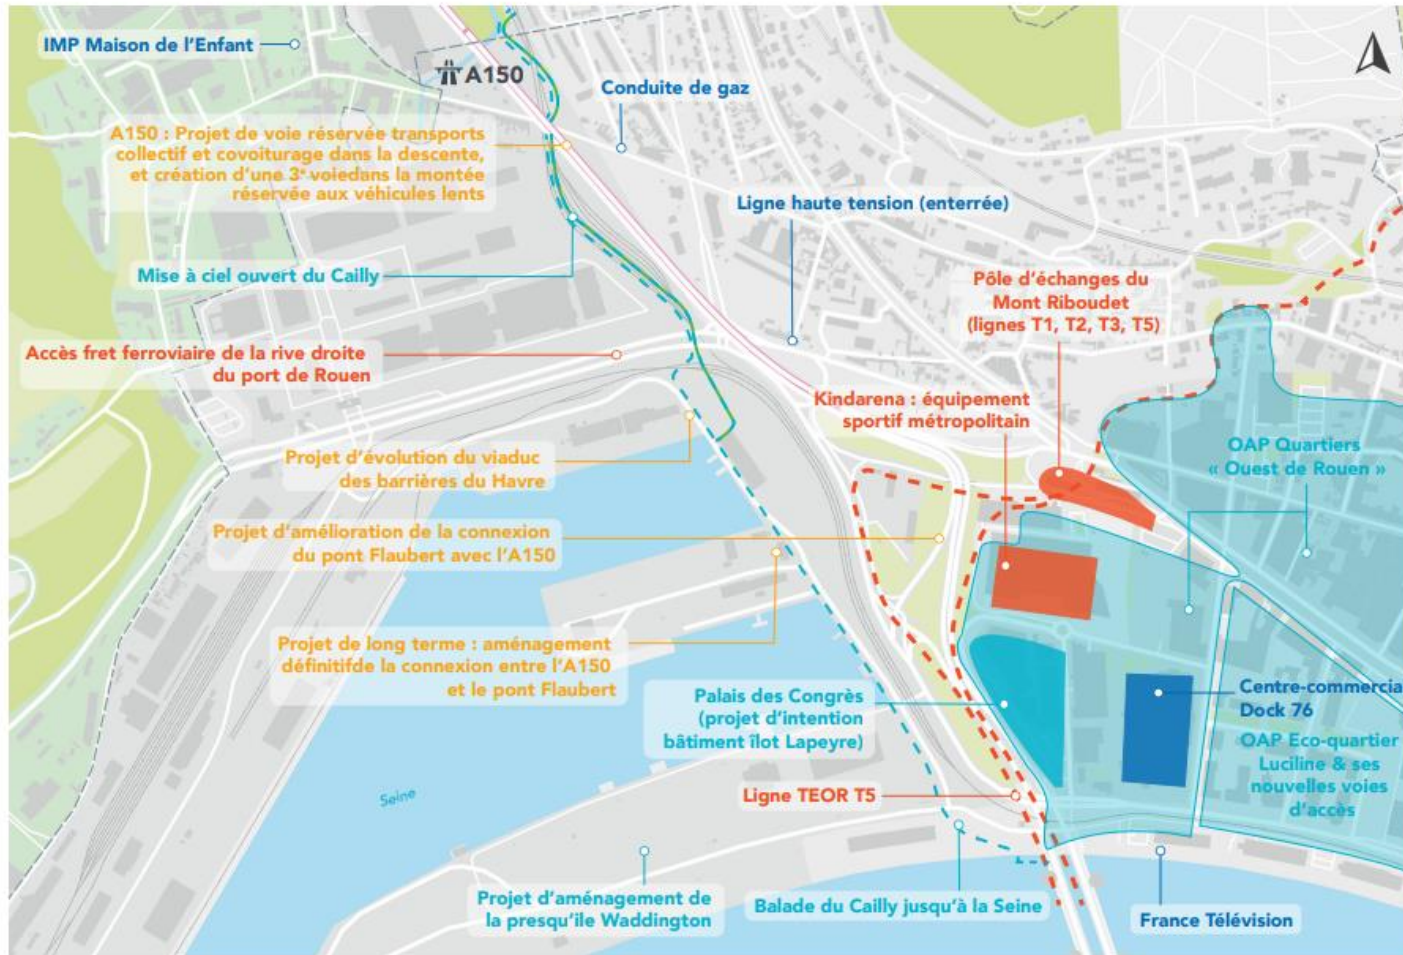 IMP Maison de l'Enfant
A150
Conduite de gaz
A150 : Projet de voie réservée transports
collectif et covoiturage dans la descente,
et création d'une 3e voiedans la montée
réservée aux véhicules lents
Ligne haute tension (enterrée)
Mise à ciel ouvert du Cailly
Pôle d'échanges du
Mont Riboudet
(lignes T1, T2, T3, T5)
Accès fret ferroviaire de la rive droite
du port de Rouen
Kindarena : équipement
sportif métropolitain
OAP Quartiers
« Ouest de Rouen »
Projet d'évolution du viaduc
des barrières du Havre
Projet d'amélioration de la connexion
du pont Flaubert avec l'A150
Projet de long terme : aménagement
définitifde la connexion entre l'A150
et le pont Flaubert
Palais des Congrès
(projet d'intention
bâtiment îlot Lapeyre)
Centre-commercia
Dock 76
OAP Eco-quartier
Luciline & ses
nouvelles voies
d'accès
Seine
Ligne TEOR T5
Projet d'aménagement de
la presqu'île Waddington
Balade du Cailly jusqu'à la Seine
France Télévision